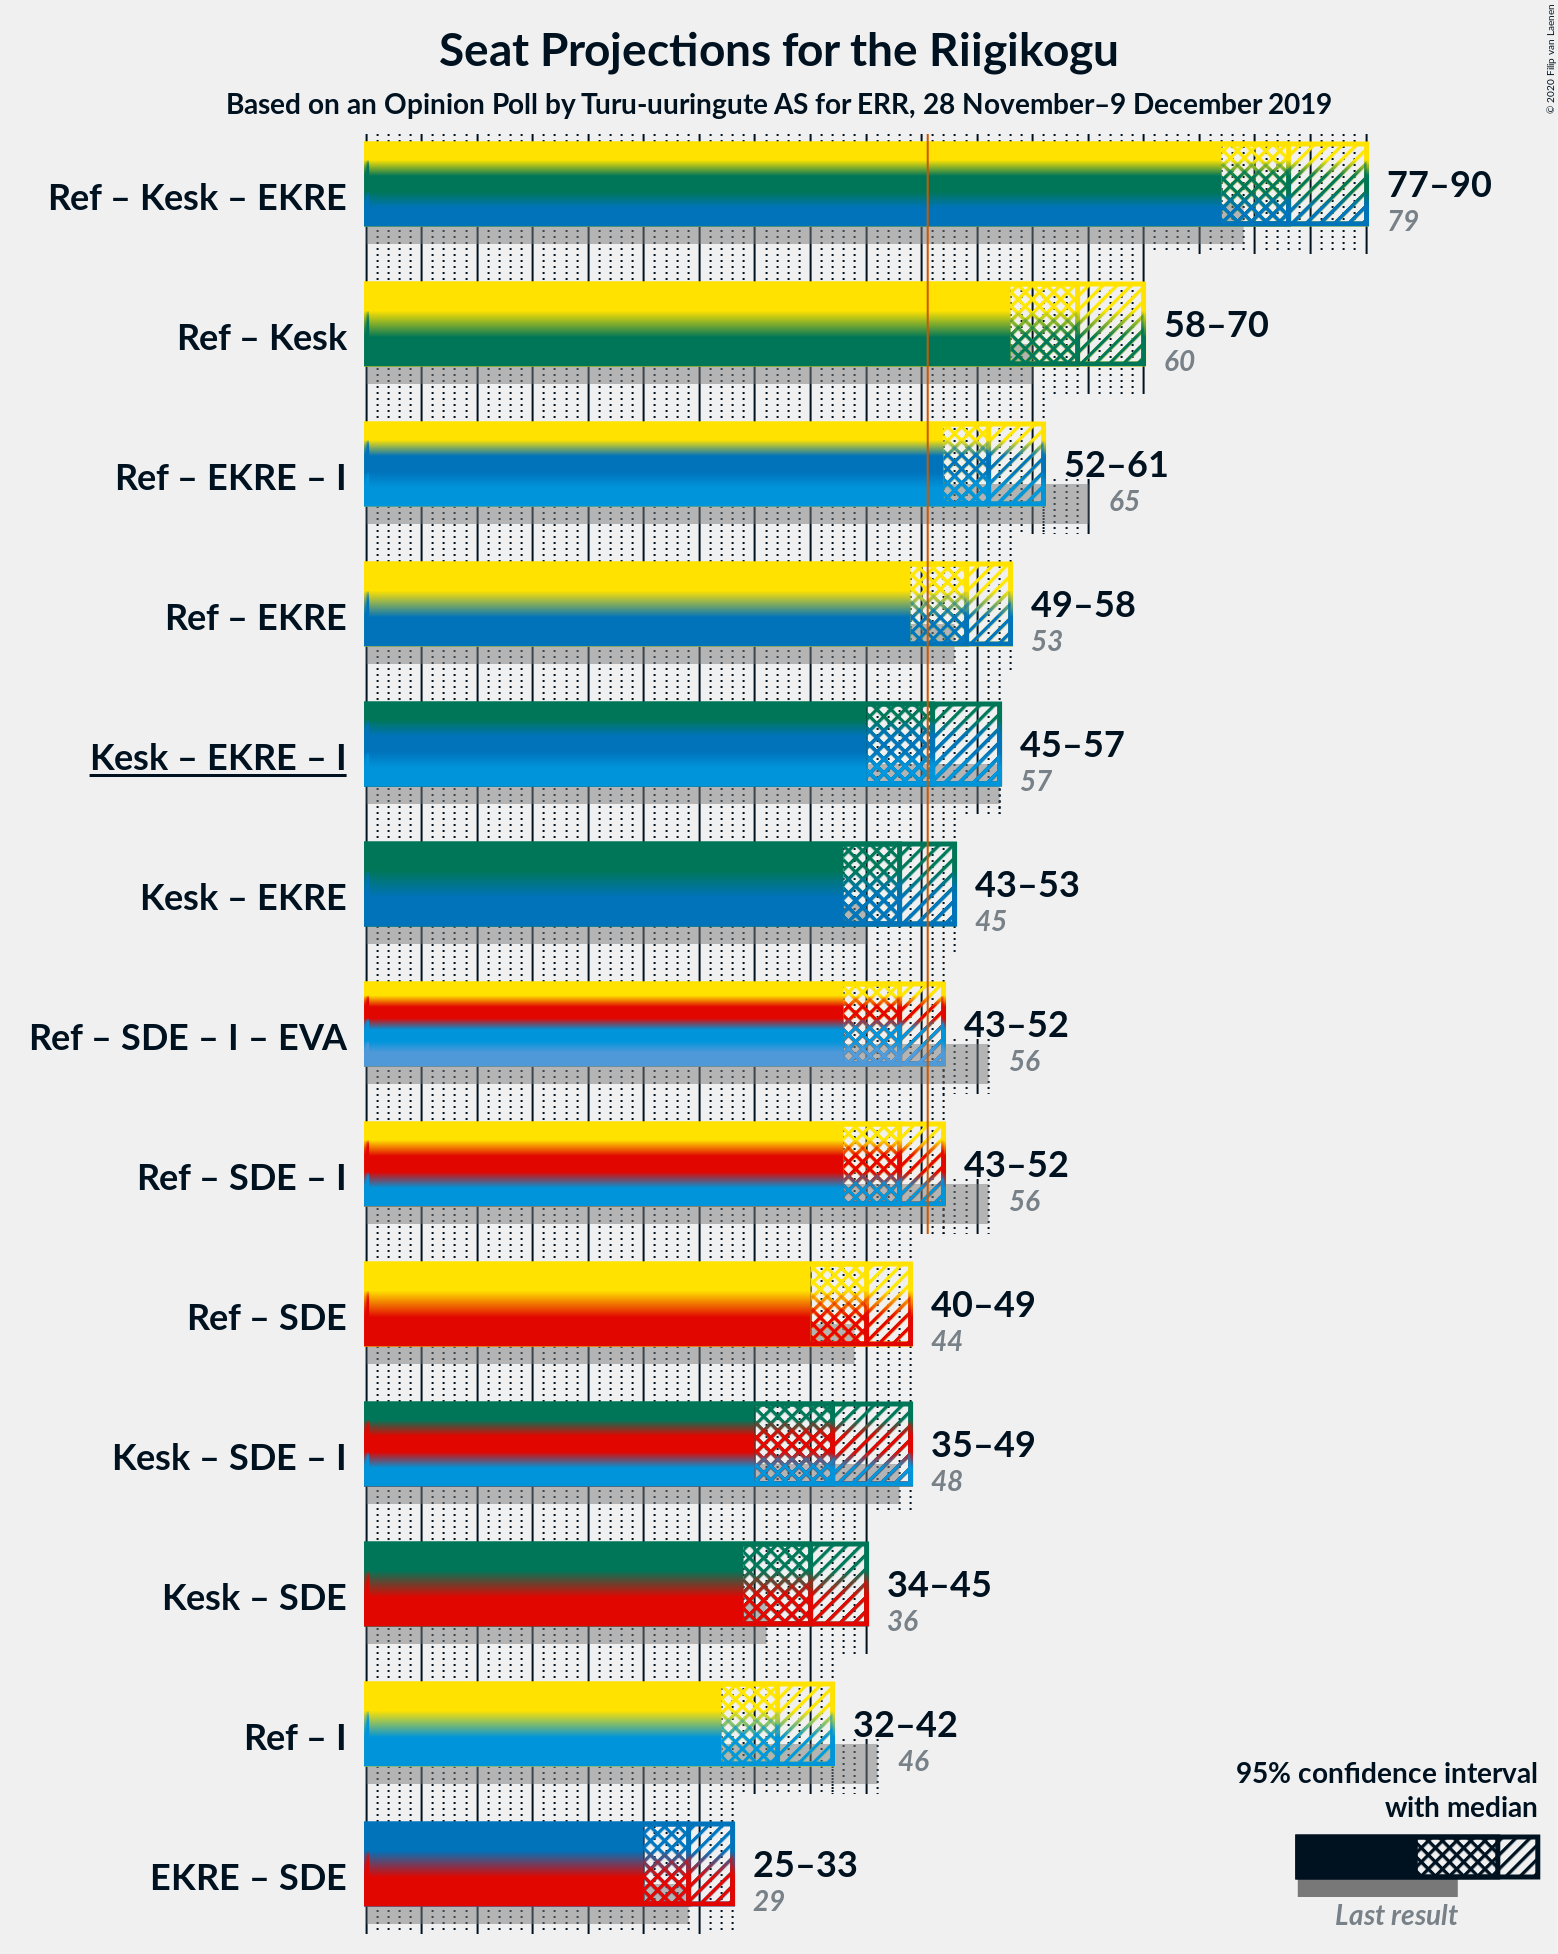 Seat Projections for the Riigikogu
Based on an Opinion Poll by Turu-uuringute AS for ERR, 28 November–9 December 2019
© 2020 Filip van Laenen
Ref – Kesk – EKRE
77–90
79
Ref – Kesk
58–70
60
Ref – EKRE – I
52–61
65
Ref – EKRE
49–58
53
Kesk – EKRE – I
45–57
57
Kesk – EKRE
43–53
45
Ref – SDE – I – EVA
43–52
56
Ref – SDE – I
43–52
56
Ref – SDE
40–49
44
Kesk – SDE – I
35–49
48
Kesk – SDE
34–45
36
Ref – I
32–42
46
EKRE – SDE
25–33
29
95% confidence interval
with median
Last result